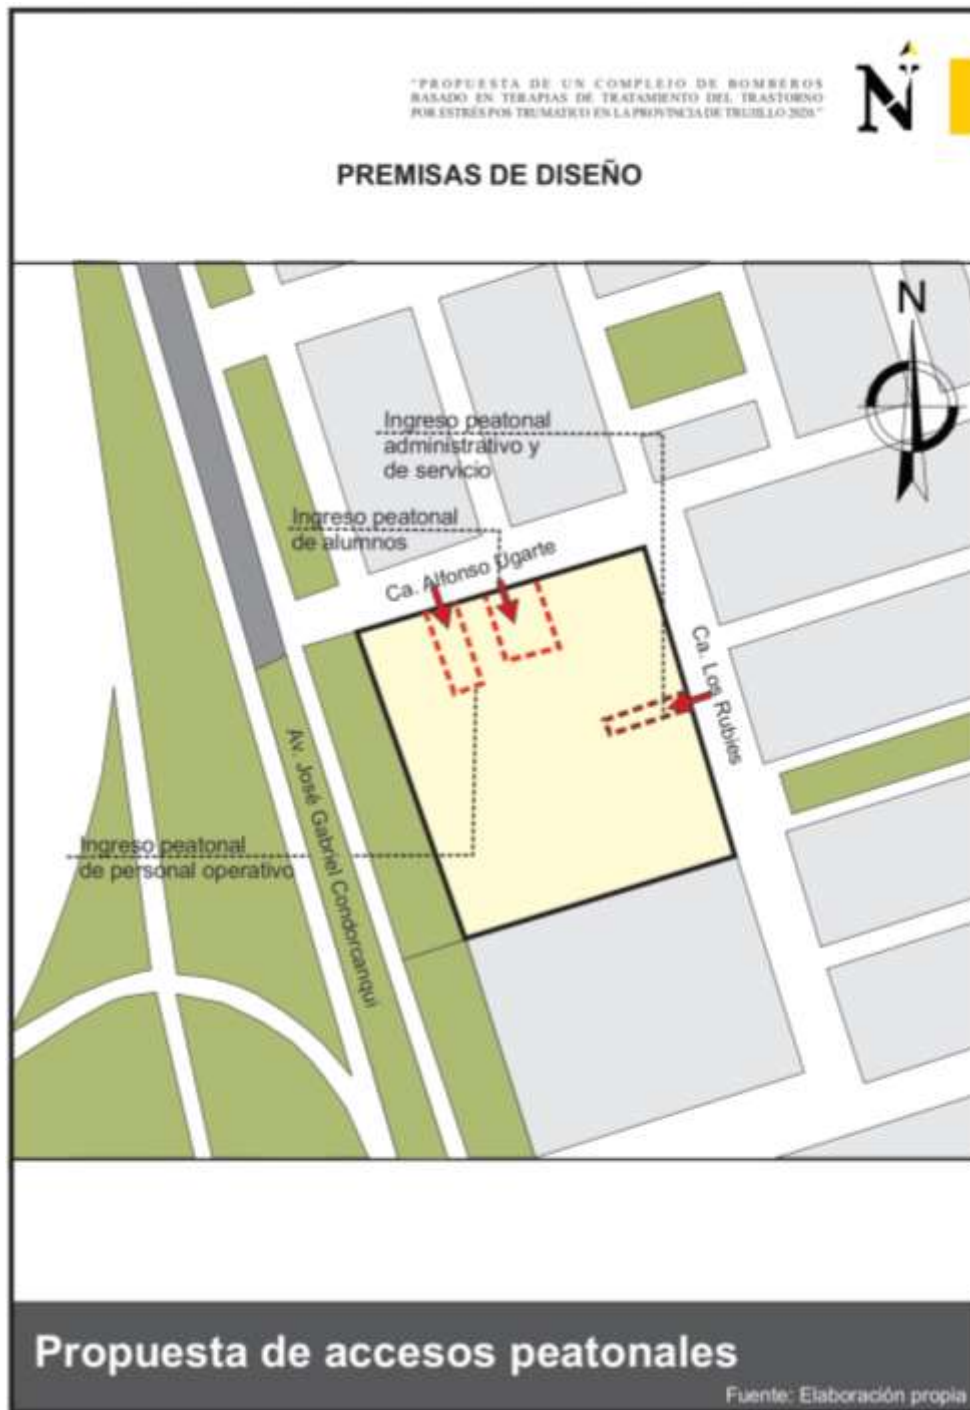 "PROPUESTA DE UN COMPLEJO DE BOMBEROS
BASADO EN TERAPIAS DE TRATAMIENTO DEL TRASTORNO
POR ESTRÉS POS TRUMATICO EN LA PROVINCIA DE TRUJILLO 2020."
N
PREMISAS DE DISEÑO
N
Ingreso peatonal
administrativo y
de servicio
Ingreso peatonal
de alumnos
Ca. Alfonso Ugarte
Ca. Los Rubies
Av. José Gabriel Condorcanqui
Ingreso peatonal
de personal operativo
Propuesta de accesos peatonales
Fuente: Elaboración propia